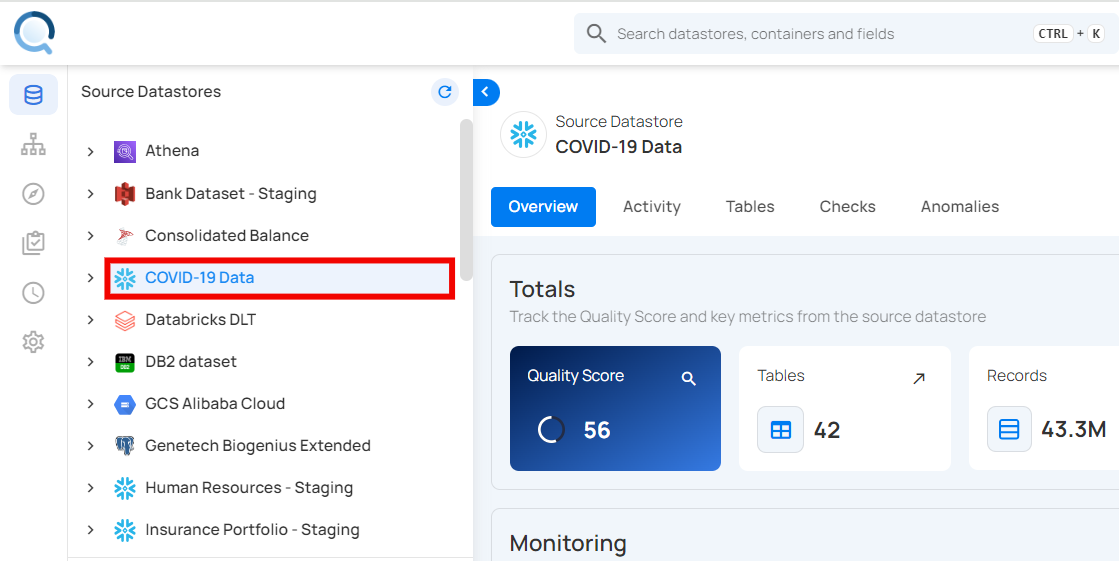 Search datastores, containers and fields
CTRL + K
Source Datastores
Athena
Bank Dataset - Staging
Consolidated Balance
COVID-19 Data
Databricks DLT
IBM
DB2
DB2 dataset
GCS Alibaba Cloud
Genetech Biogenius Extended
Human Resources - Staging
Insurance Portfolio - Staging
Source Datastore
COVID-19 Data
Overview Activity Tables Checks Anomalies
Totals
Track the Quality Score and key metrics from the source datastore
Quality Score
56
Tables
42
Records
43.3M
Monitoring